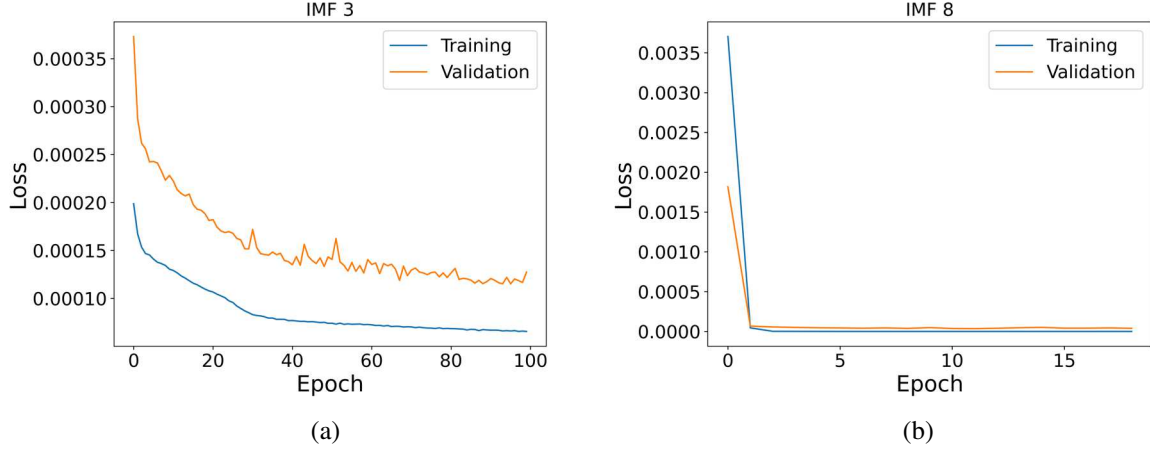 IMF 3
Training
Validation
0.00035
0.00030
0.00025
0.00020
0.00015
0.00010
Loss
0 20 40 60 80 100
Epoch
(a)
IMF 8
Training
Validation
0.0035
0.0030
0.0025
0.0020
0.0015
0.0010
0.0005
0.0000
Loss
0 5 10 15
Epoch
(b)